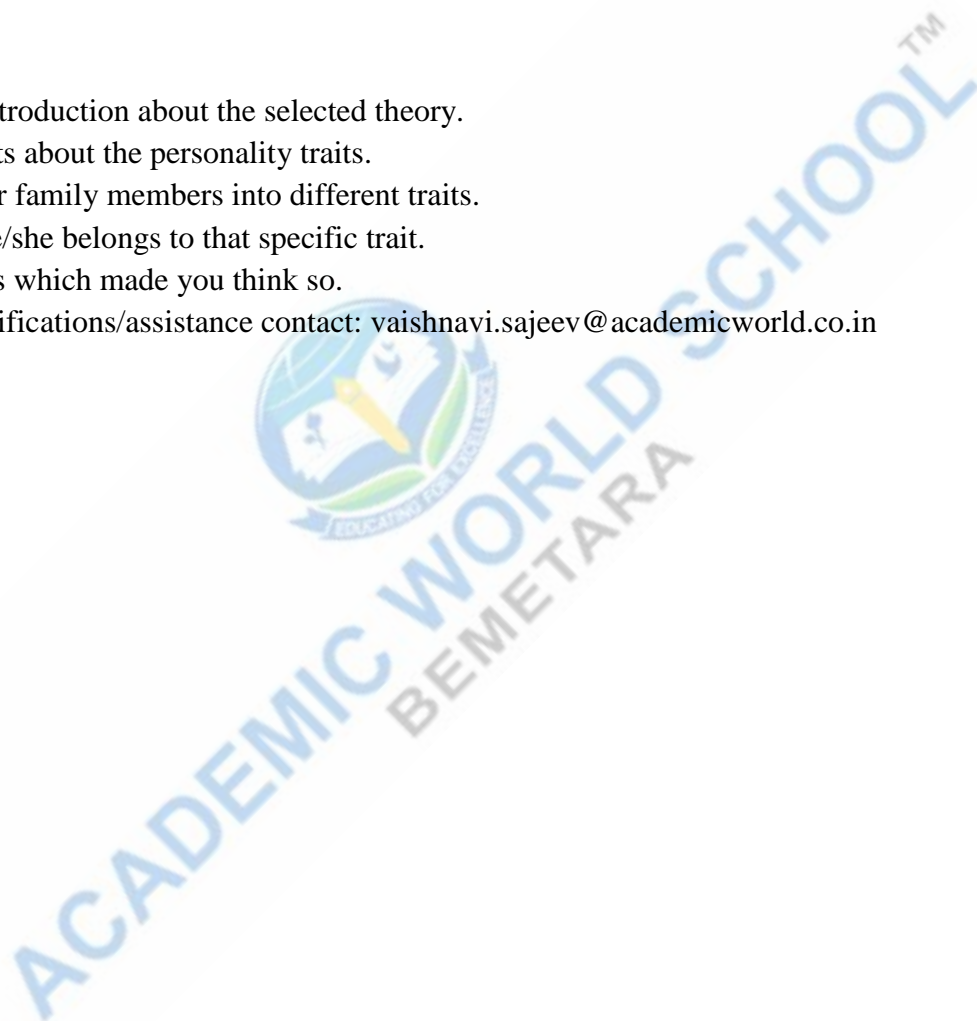 troduction about the selected theory.
ts about the personality traits.
r family members into different traits.
e/she belongs to that specific trait.
s which made you think so.
ifications/assistance contact: vaishnavi.sajeev@academicworld.co.in
EDUCATING FOR EXCELLENCE
ACADEMIC WORLD SCHOOL™
BEMETARA